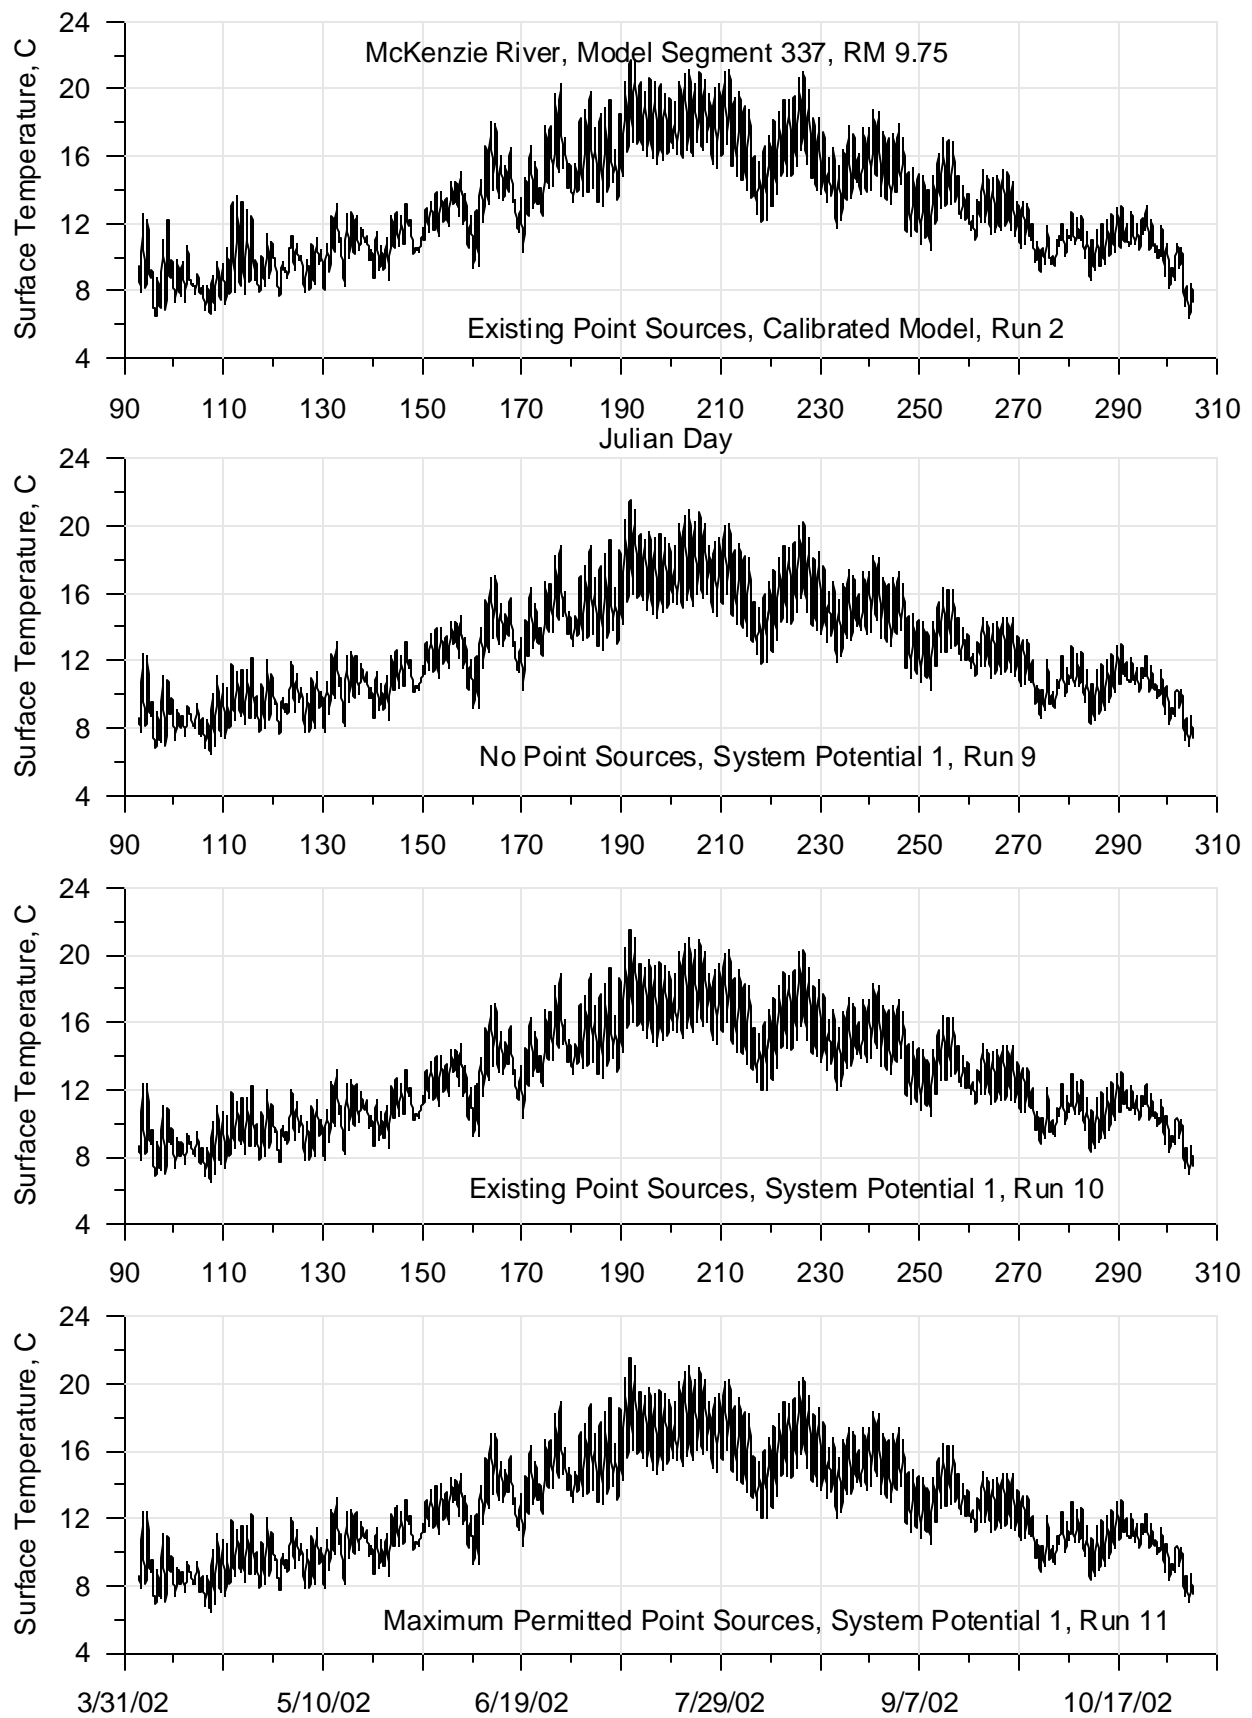 24
McKenzie River, Model Segment 337, RM 9.75
20
16
12
8
4
Surface Temperature, C
Existing Point Sources, Calibrated Model, Run 2
90 110 130 150 170 190 210 230 250 270 290 310
Julian Day
24
20
16
12
8
4
Surface Temperature, C
No Point Sources, System Potential 1, Run 9
90 110 130 150 170 190 210 230 250 270 290 310
24
20
16
12
8
4
Surface Temperature, C
Existing Point Sources, System Potential 1, Run 10
90 110 130 150 170 190 210 230 250 270 290 310
24
20
16
12
8
4
Surface Temperature, C
Maximum Permitted Point Sources, System Potential 1, Run 11
3/31/02 5/10/02 6/19/02 7/29/02 9/7/02 10/17/02